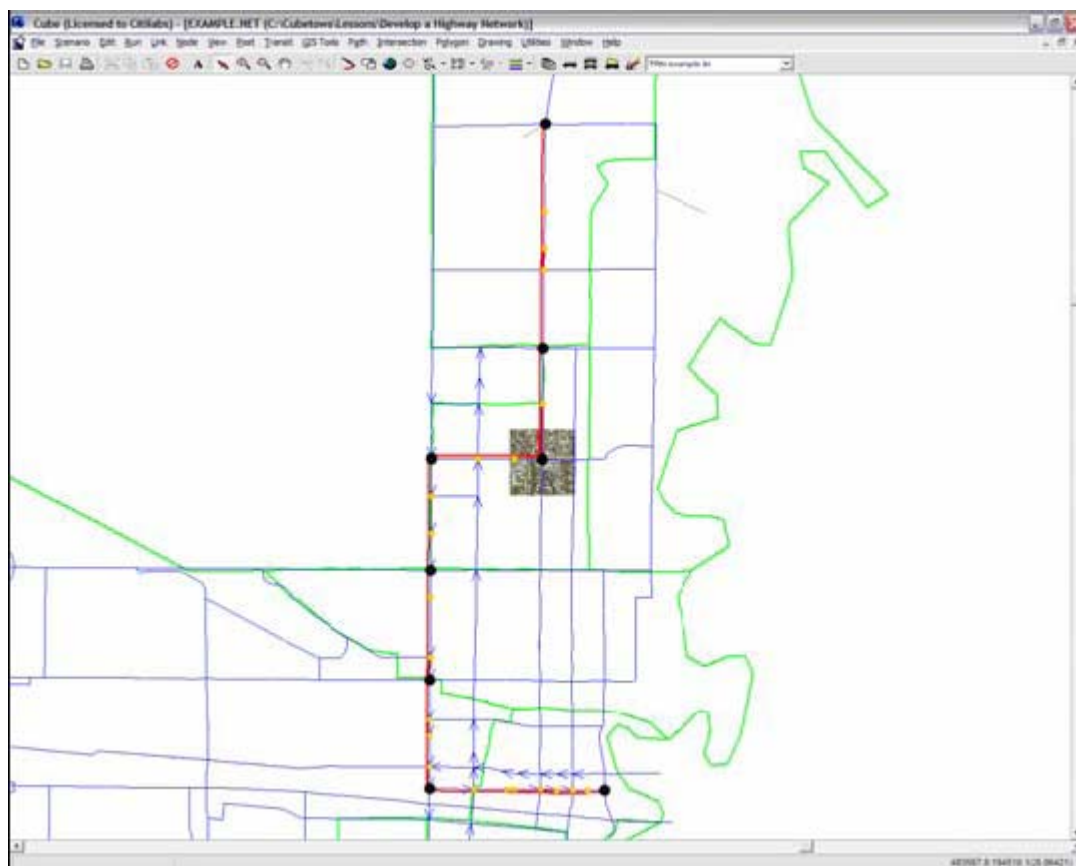 Cube (Licensed to Citilabs) - [EXAMPLE.NET (C:\Cubetown\Lessons\Develop a Highway Network)]
File Scenario Edit Run Link Node View Post Transit GIS Tools Path Intersection Polygon Drawing Utilities Window Help